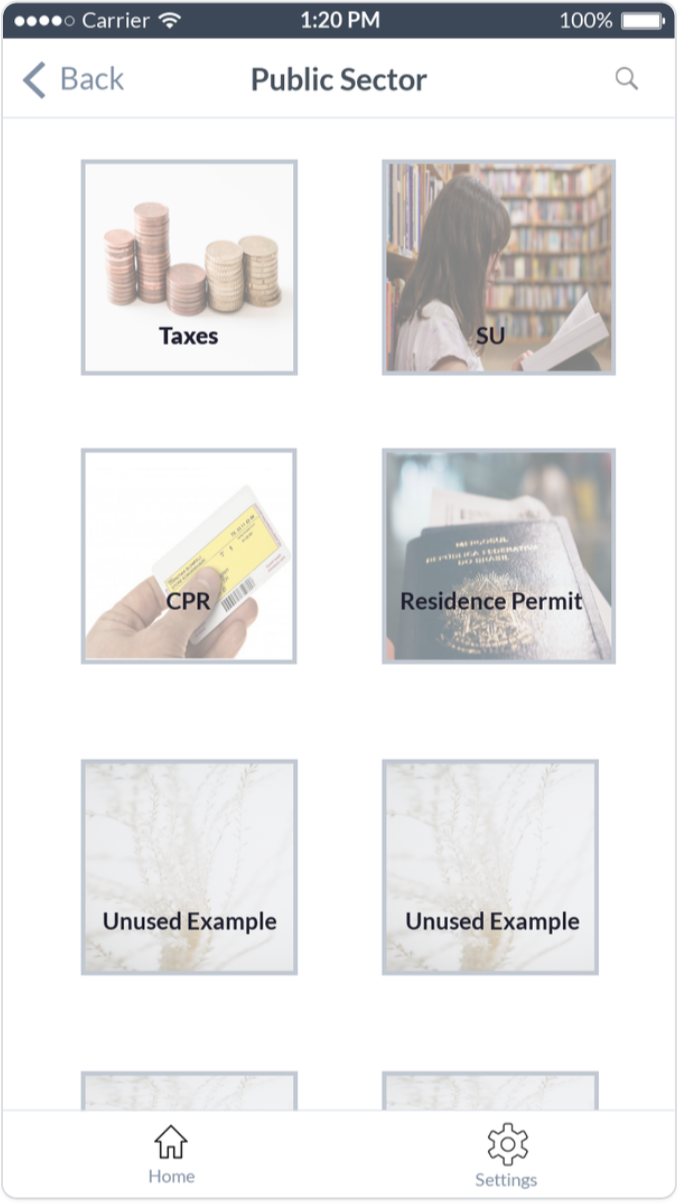 Carrier 1:20 PM 100%
Back Public Sector
Taxes
SU
CPR
Residence Permit
Unused Example
Unused Example
Home
Settings